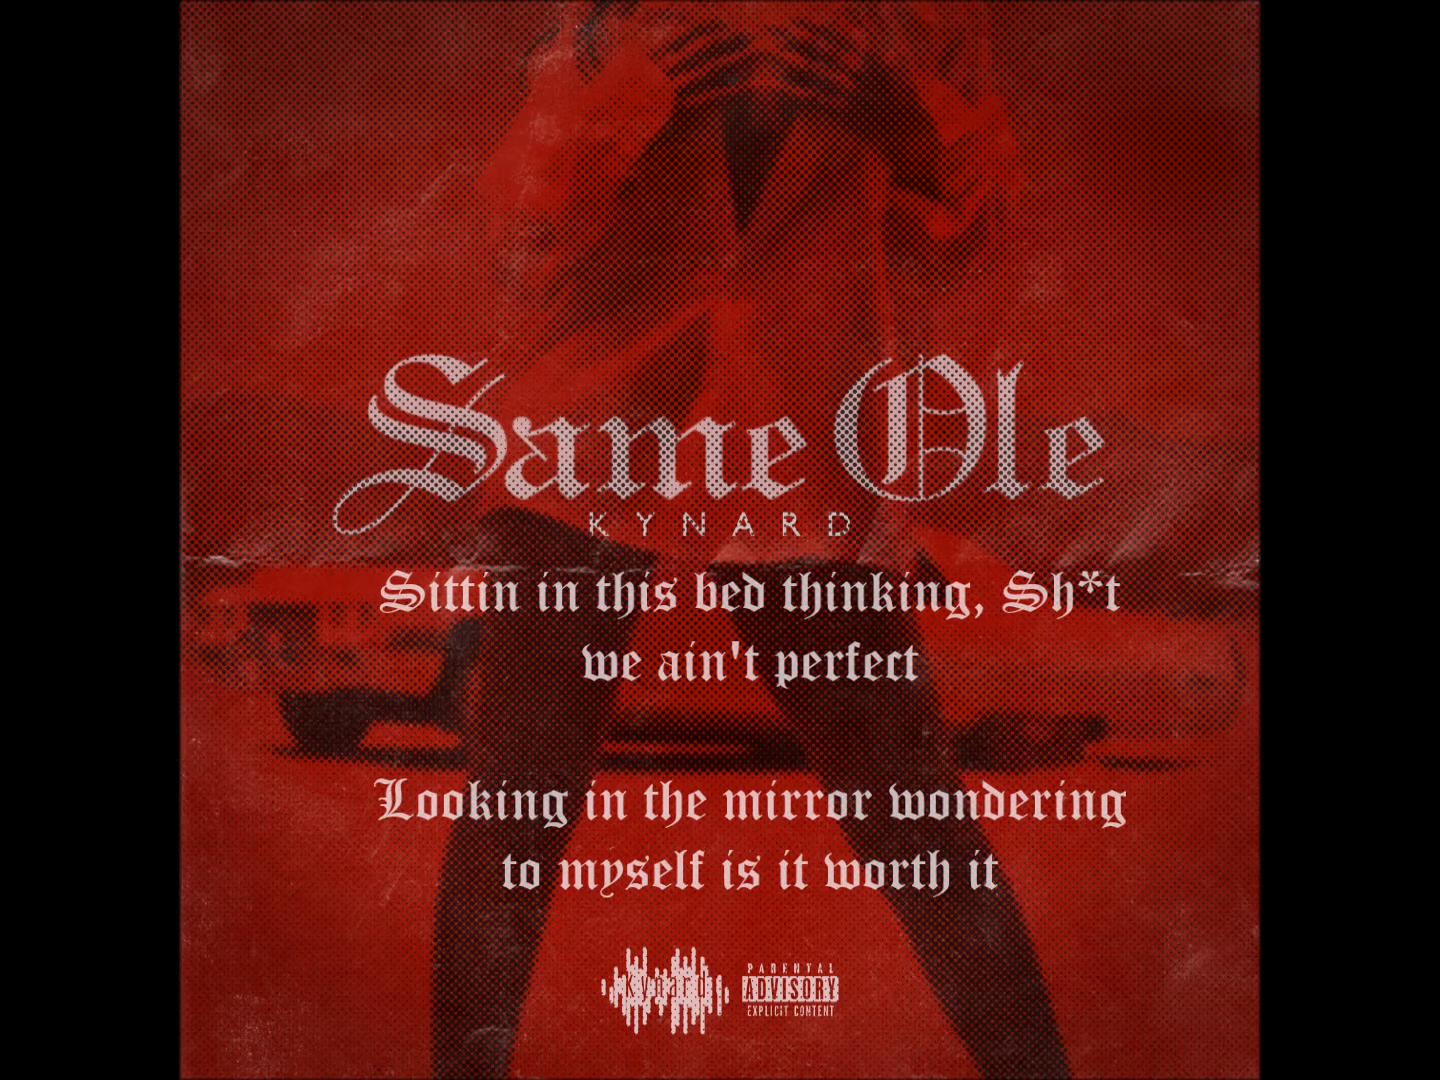 Same Ole
KYNARD
Sittin in this bed thinking, Sh*t
we ain't perfect
Looking in the mirror wondering
to myself is it worth it
kynard
PARENTAL
ADVISORY
EXPLICIT CONTENT